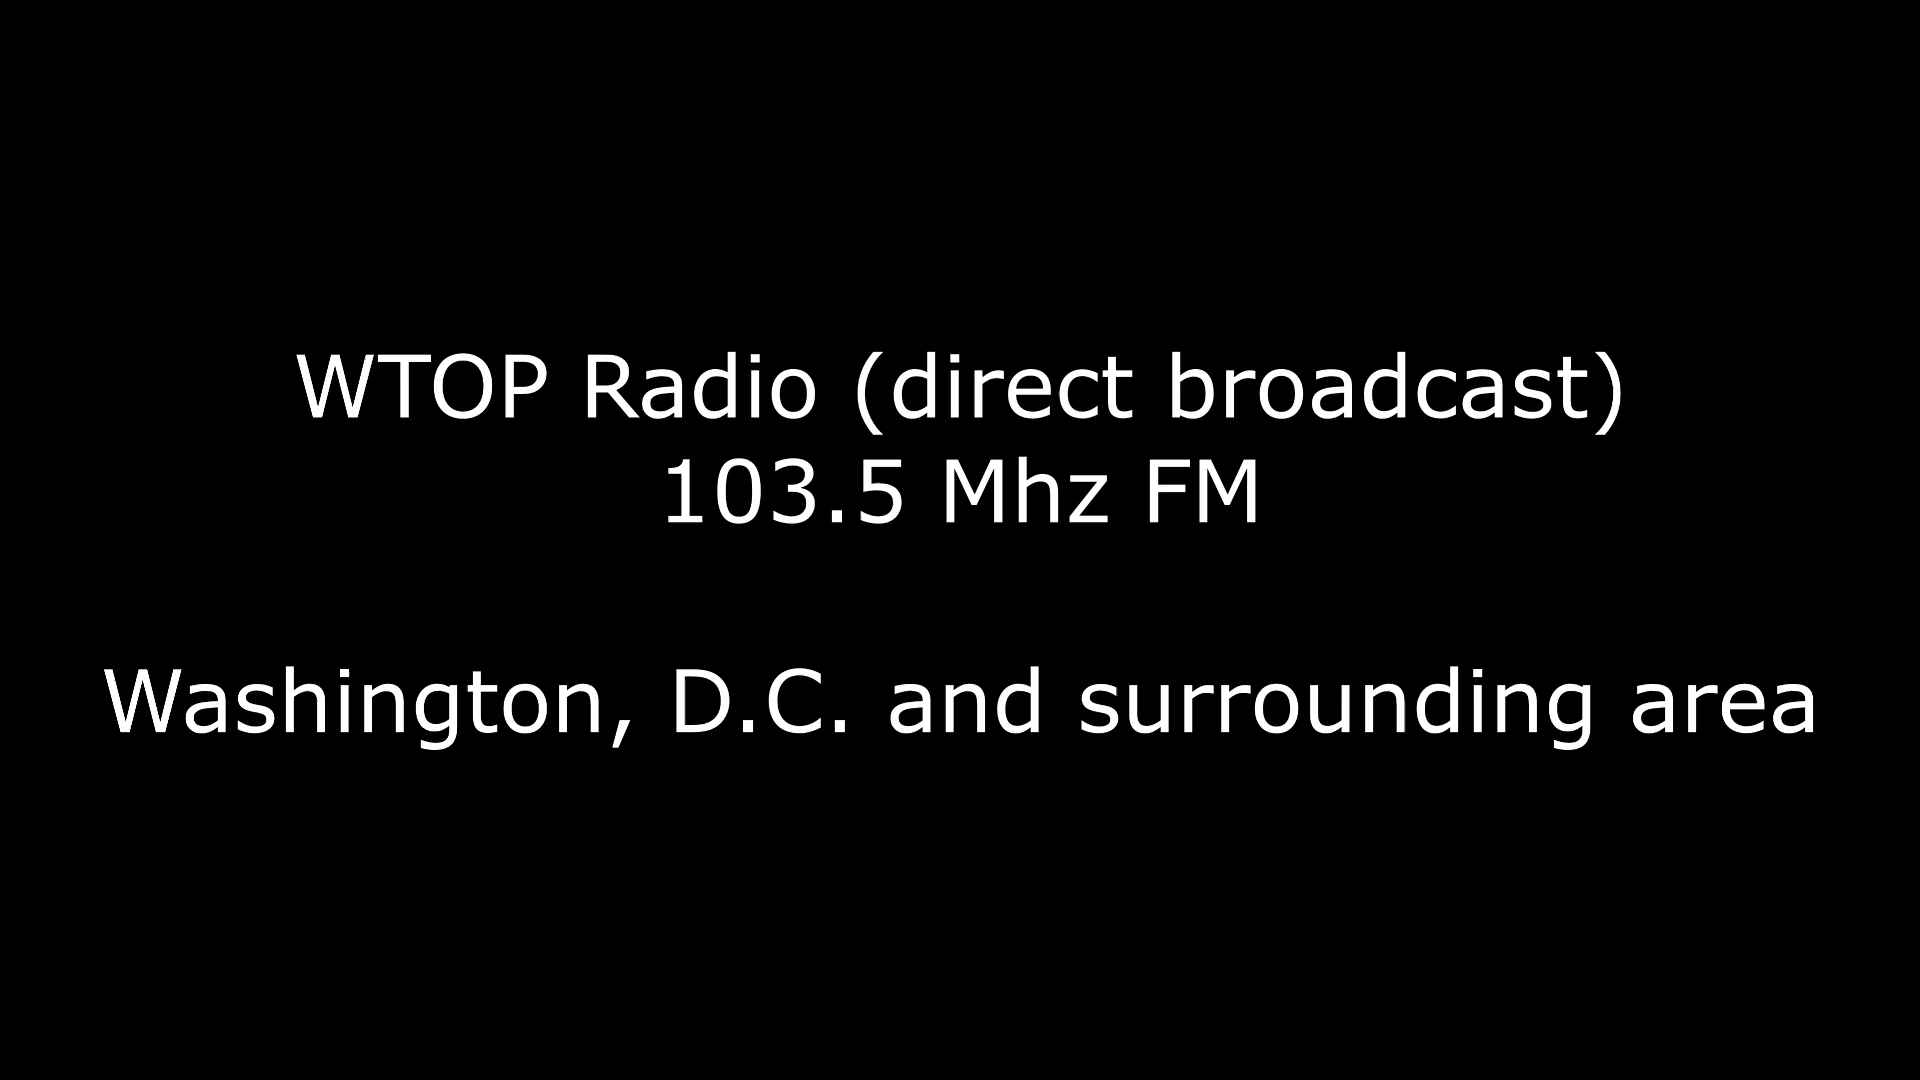 WTOP Radio (direct broadcast)
103.5 Mhz FM
Washington, D.C. and surrounding area